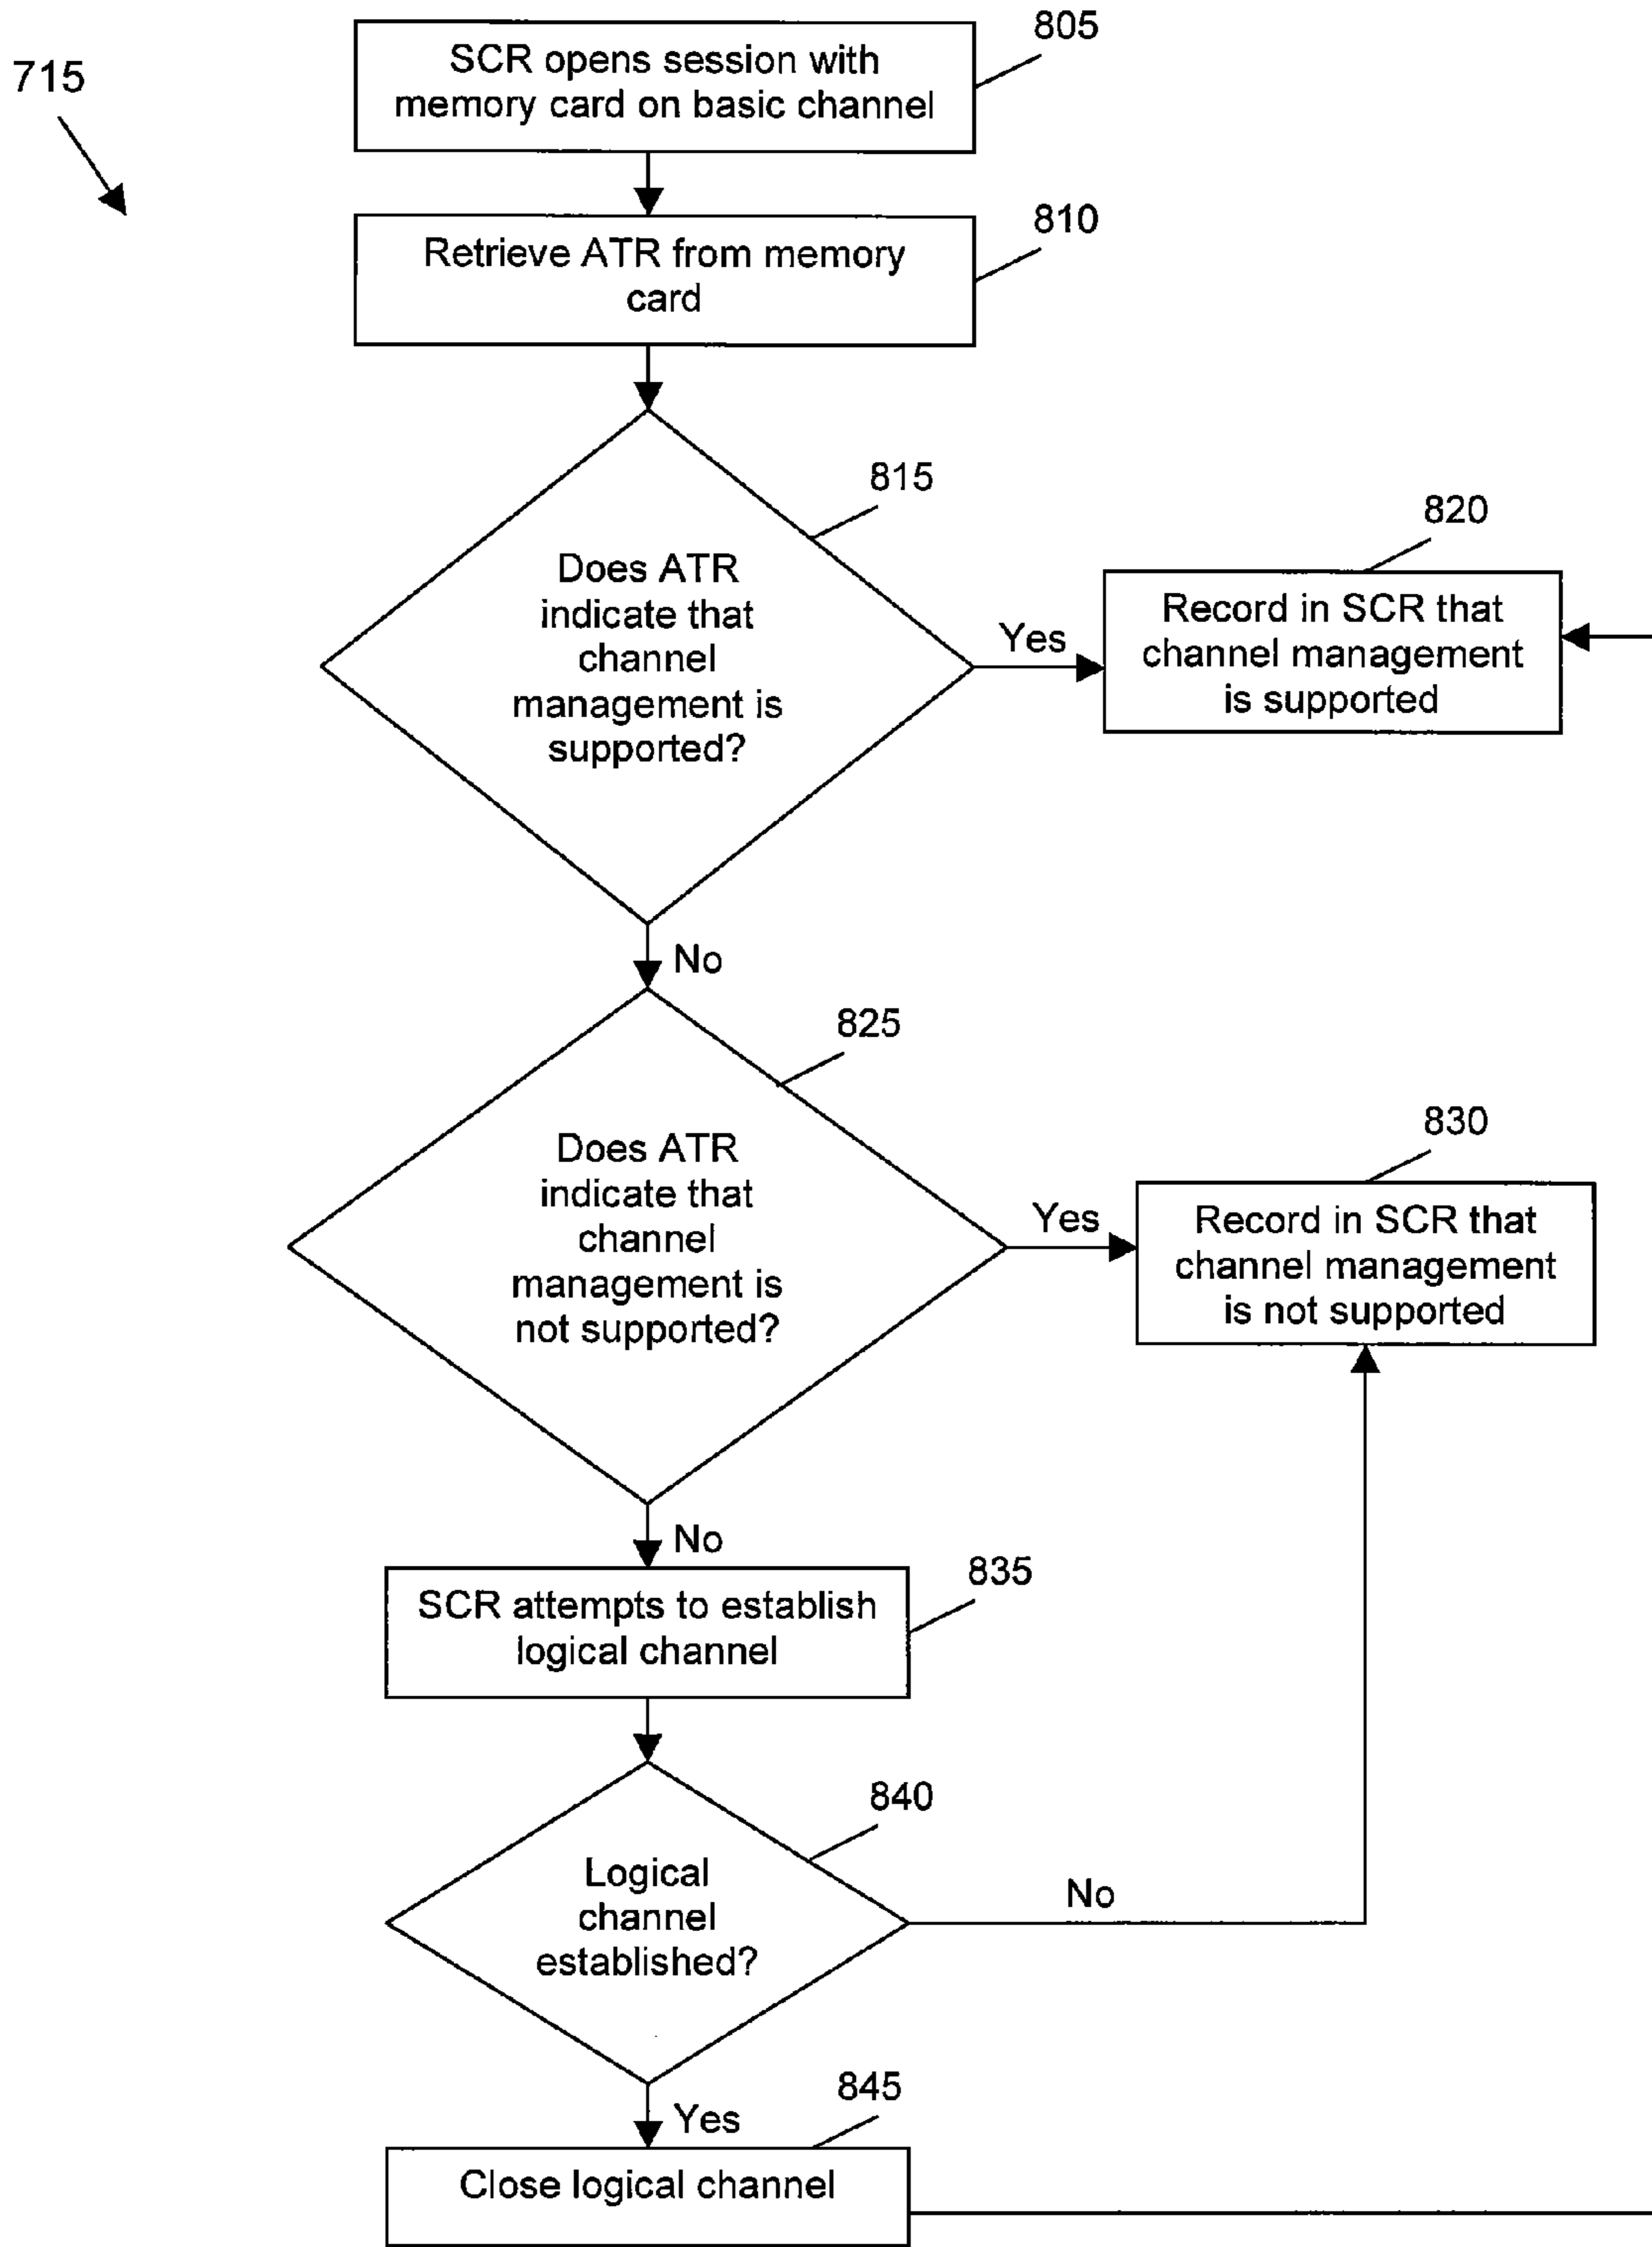 805
SCR opens session with
memory card on basic channel
715
810
Retrieve ATR from memory
card
815
Does ATR
indicate that
channel
management is
supported?
Yes
820
Record in SCR that
channel management
is supported
No
825
Does ATR
indicate that
channel
management is
not supported?
Yes
830
Record in SCR that
channel management
is not supported
No
835
SCR attempts to establish
logical channel
840
Logical
channel
established?
No
Yes
845
Close logical channel